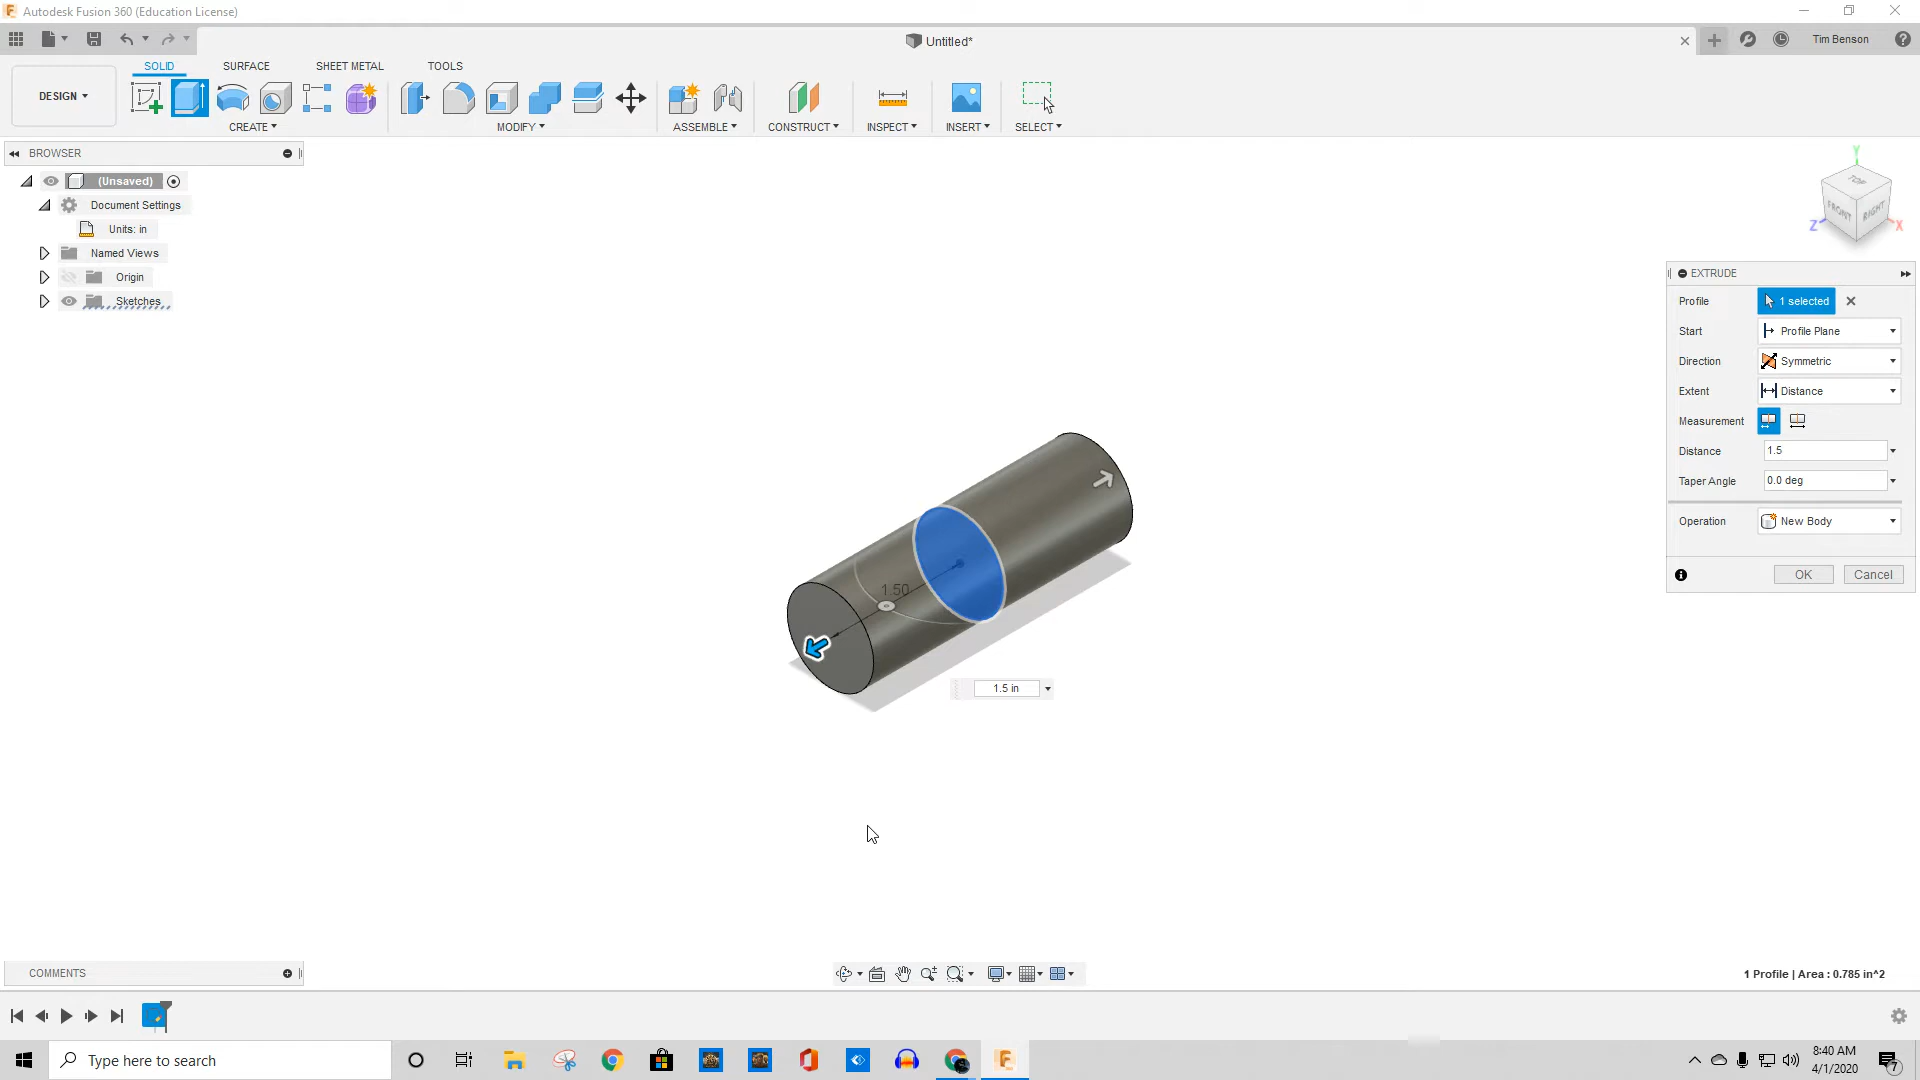 Autodesk Fusion 360 (Education License)
Untitled*
Tim Benson
SOLID
SURFACE
SHEET METAL
TOOLS
DESIGN
CREATE
MODIFY
ASSEMBLE
CONSTRUCT
INSPECT
INSERT
SELECT
BROWSER
(Unsaved)
Document Settings
Units: in
Named Views
Origin
Sketches
Y
TOP
FRONT
RIGHT
Z
X
EXTRUDE
Profile
1 selected
Start
Profile Plane
Direction
Symmetric
Extent
Distance
Measurement
Distance
1.5
Taper Angle
0.0 deg
Operation
New Body
OK
Cancel
1.50
1.5 in
COMMENTS
1 Profile | Area : 0.785 in^2
Type here to search
8:40 AM
4/1/2020
7